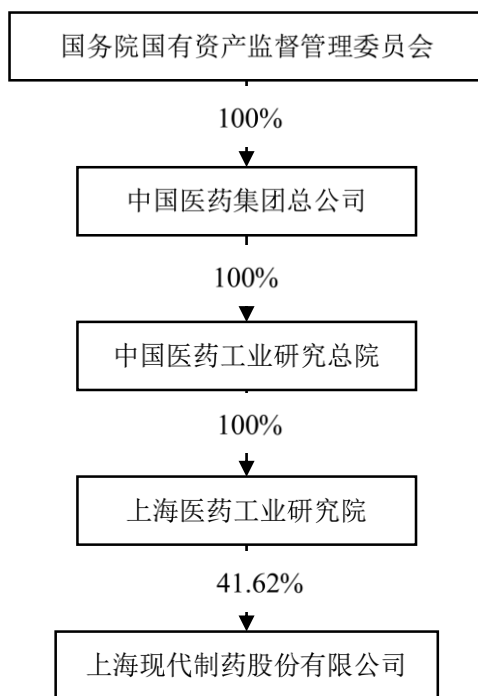 国务院国有资产监督管理委员会
100%
中国医药集团总公司
100%
中国医药工业研究总院
100%
上海医药工业研究院
41.62%
上海现代制药股份有限公司